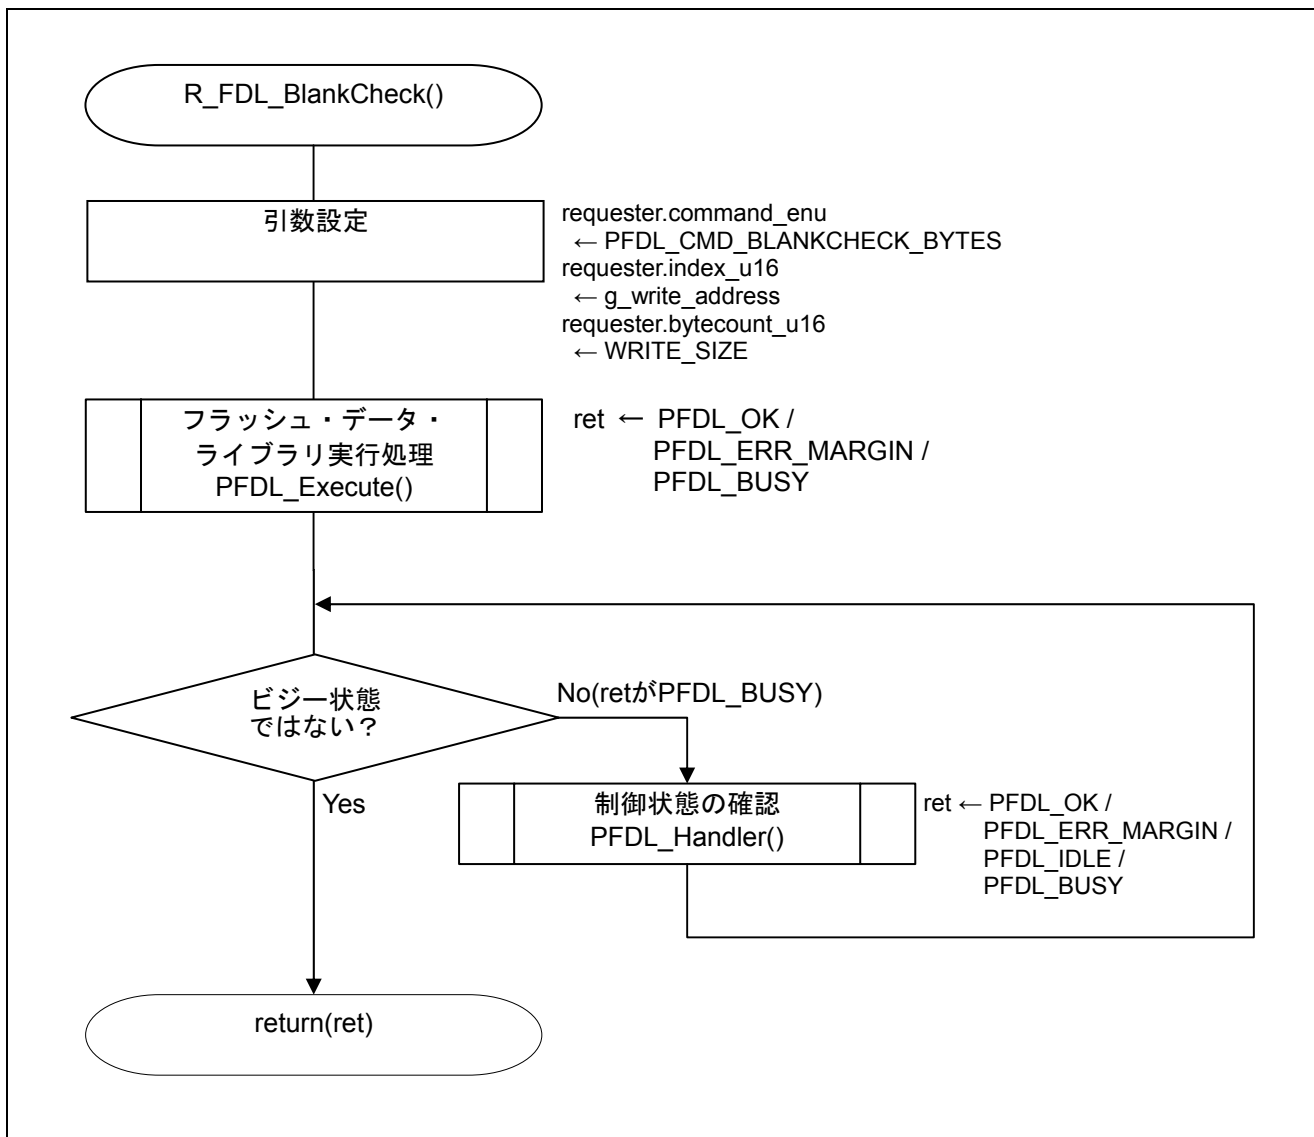 R_FDL_BlankCheck()
引数設定
requester.command_enu
← PFDL_CMD_BLANKCHECK_BYTES
requester.index_u16
← g_write_address
requester.bytecount_u16
← WRITE_SIZE
フラッシュ・データ・
ライブラリ実行処理
PFDL_Execute()
ret ← PFDL_OK /
PFDL_ERR_MARGIN /
PFDL_BUSY
ビジー状態
ではない？
No(retがPFDL_BUSY)
Yes
制御状態の確認
PFDL_Handler()
ret ← PFDL_OK /
PFDL_ERR_MARGIN /
PFDL_IDLE /
PFDL_BUSY
return(ret)